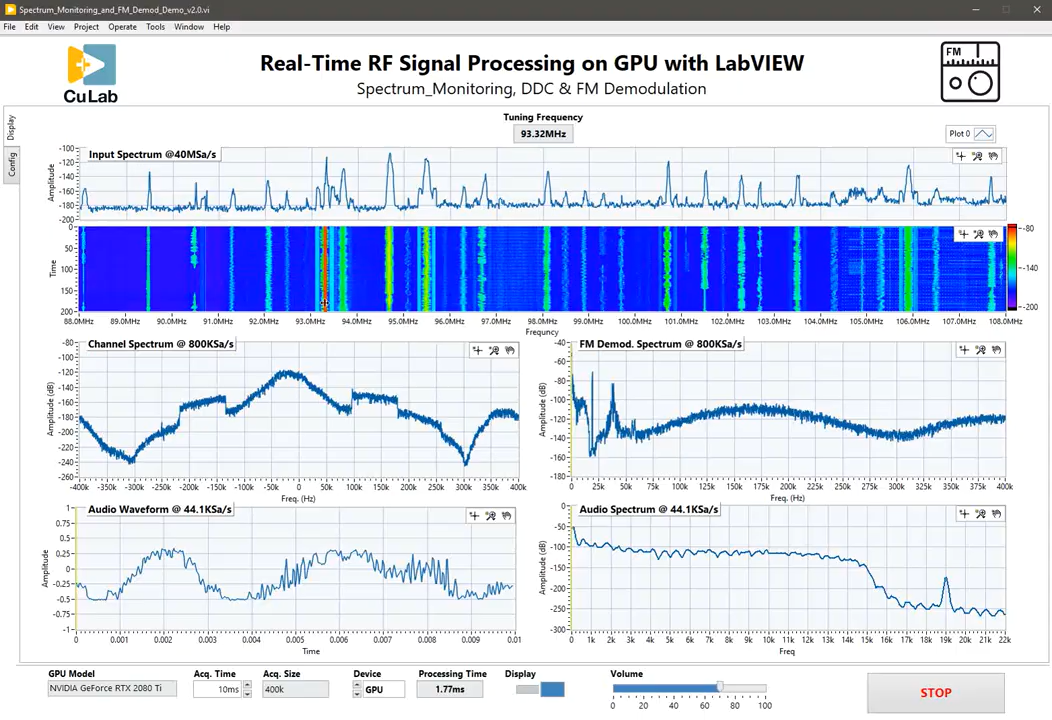 Spectrum_Monitoring_and_FM_Demod_Demo_v2.0.vi
File Edit View Project Operate Tools Window Help
CuLab
Real-Time RF Signal Processing on GPU with LabVIEW
Spectrum_Monitoring, DDC & FM Demodulation
FM
Display
Config
Tuning Frequency
93.32MHz
Plot 0
Input Spectrum @40MSa/s
Amplitude
-100
-120
-140
-160
-180
-200
Time
0
50
100
150
200
-80
-140
-200
88.0MHz 89.0MHz 90.0MHz 91.0MHz 92.0MHz 93.0MHz 94.0MHz 95.0MHz 96.0MHz 97.0MHz 98.0MHz 99.0MHz 100.0MHz 101.0MHz 102.0MHz 103.0MHz 104.0MHz 105.0MHz 106.0MHz 107.0MHz 108.0MHz
Frequncy
Channel Spectrum @ 800KSa/s
Amplitude (dB)
-80
-100
-120
-140
-160
-180
-200
-220
-240
-260
-400k -350k -300k -250k -200k -150k -100k -50k 0 50k 100k 150k 200k 250k 300k 350k 400k
Freq. (Hz)
FM Demod. Spectrum @ 800KSa/s
Amplitude (dB)
-40
-60
-80
-100
-120
-140
-160
-180
0 25k 50k 75k 100k 125k 150k 175k 200k 225k 250k 275k 300k 325k 350k 375k 400k
Freq. (Hz)
Audio Waveform @ 44.1KSa/s
Amplitude
1
0.75
0.5
0.25
0
-0.25
-0.5
-0.75
-1
0 0.001 0.002 0.003 0.004 0.005 0.006 0.007 0.008 0.009 0.01
Time
Audio Spectrum @ 44.1KSa/s
Amplitude (dB)
0
-50
-100
-150
-200
-250
-300
0 1k 2k 3k 4k 5k 6k 7k 8k 9k 10k 11k 12k 13k 14k 15k 16k 17k 18k 19k 20k 21k 22k
Freq
GPU Model
NVIDIA GeForce RTX 2080 Ti
Acq. Time
10ms
Acq. Size
400k
Device
GPU
Processing Time
1.77ms
Display
Volume
0 20 40 60 80 100
STOP